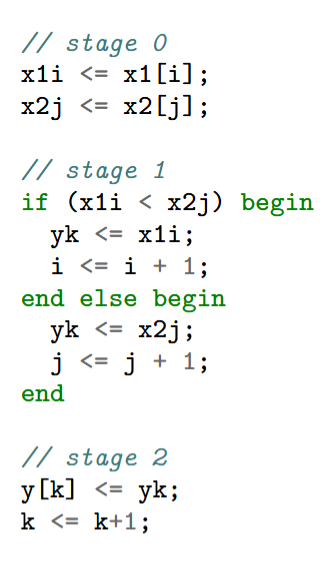 // stage 0
x1i <= x1[i];
x2j <= x2[j];

// stage 1
if (x1i < x2j) begin
  yk <= x1i;
  i <= i + 1;
end else begin
  yk <= x2j;
  j <= j + 1;
end

// stage 2
y[k] <= yk;
k <= k+1;